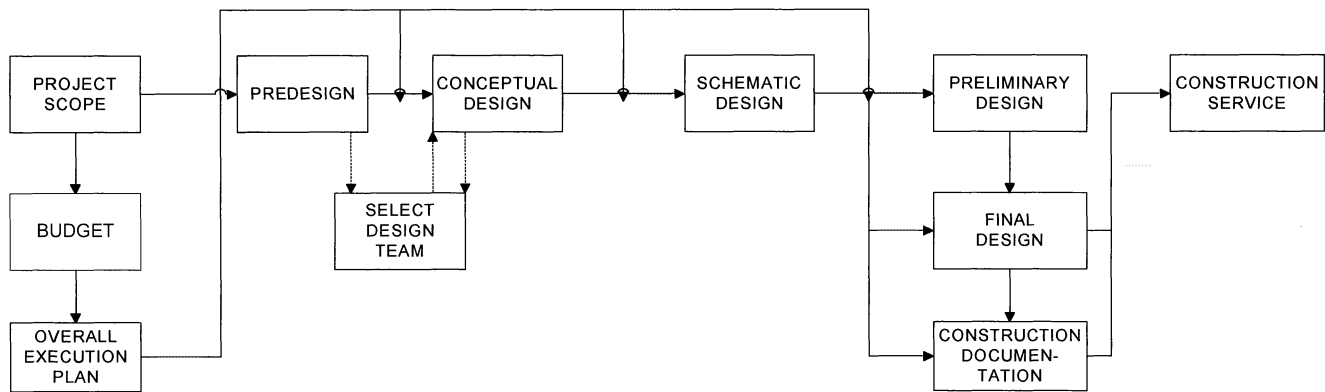 PROJECT
SCOPE
PREDESIGN
CONCEPTUAL
DESIGN
SCHEMATIC
DESIGN
PRELIMINARY
DESIGN
CONSTRUCTION
SERVICE
BUDGET
SELECT
DESIGN
TEAM
FINAL
DESIGN
OVERALL
EXECUTION
PLAN
CONSTRUCTION
DOCUMEN-
TATION